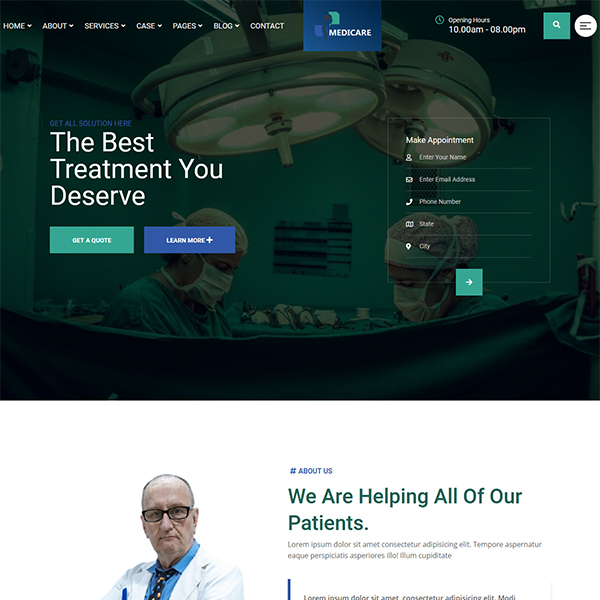 HOME ABOUT SERVICES CASE PAGES BLOG CONTACT
MEDICARE
Opening Hours
10.00am - 08.00pm
GET ALL SOLUTION HERE
The Best
Treatment You
Deserve
GET A QUOTE
LEARN MORE +
Make Appointment
Enter Your Name
Enter Email Address
Phone Number
State
City
# ABOUT US
We Are Helping All Of Our
Patients.
Lorem ipsum dolor sit amet consectetur adipisicing elit. Tempore aspernatur
eaque perspiciatis asperiores illo! Illum cupiditate
Lorem ipsum dolor sit amet consectetur adipisicing elit. Modi